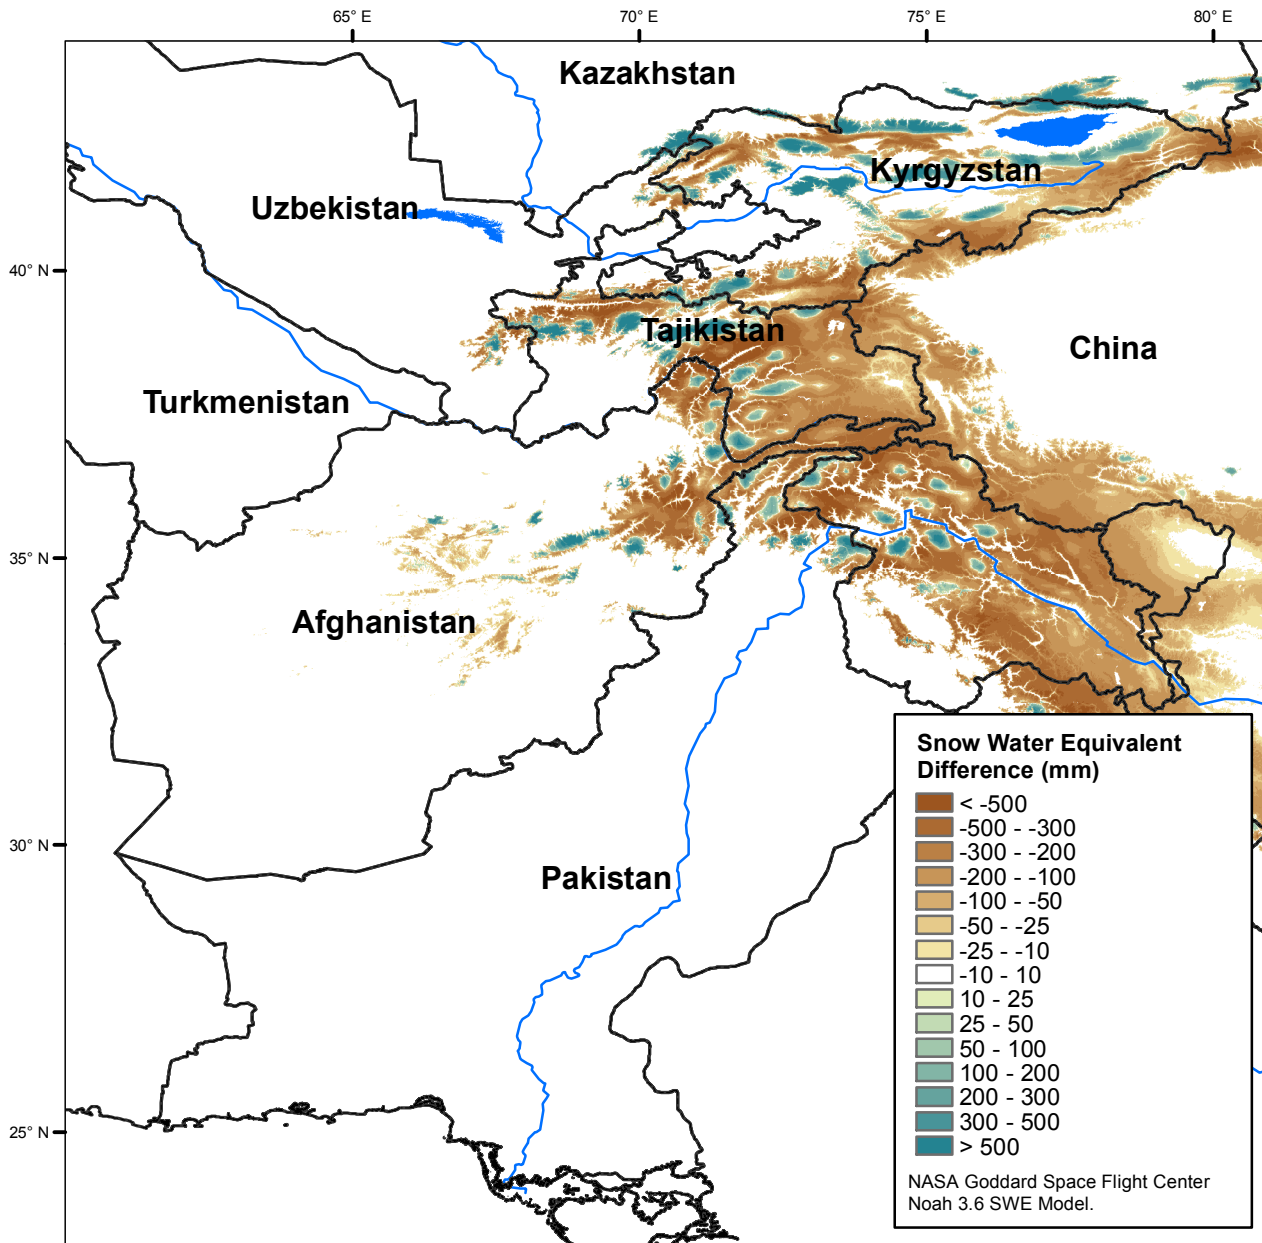 65° E
70° E
75° E
80° E
Kazakhstan
Kyrgyzstan
Uzbekistan
40° N
Tajikistan
China
Turkmenistan
35° N
Afghanistan
Snow Water Equivalent
Difference (mm)
< -500
-500 - -300
-300 - -200
-200 - -100
-100 - -50
-50 - -25
-25 - -10
-10 - 10
10 - 25
25 - 50
50 - 100
100 - 200
200 - 300
300 - 500
> 500
NASA Goddard Space Flight Center
Noah 3.6 SWE Model.
30° N
Pakistan
25° N